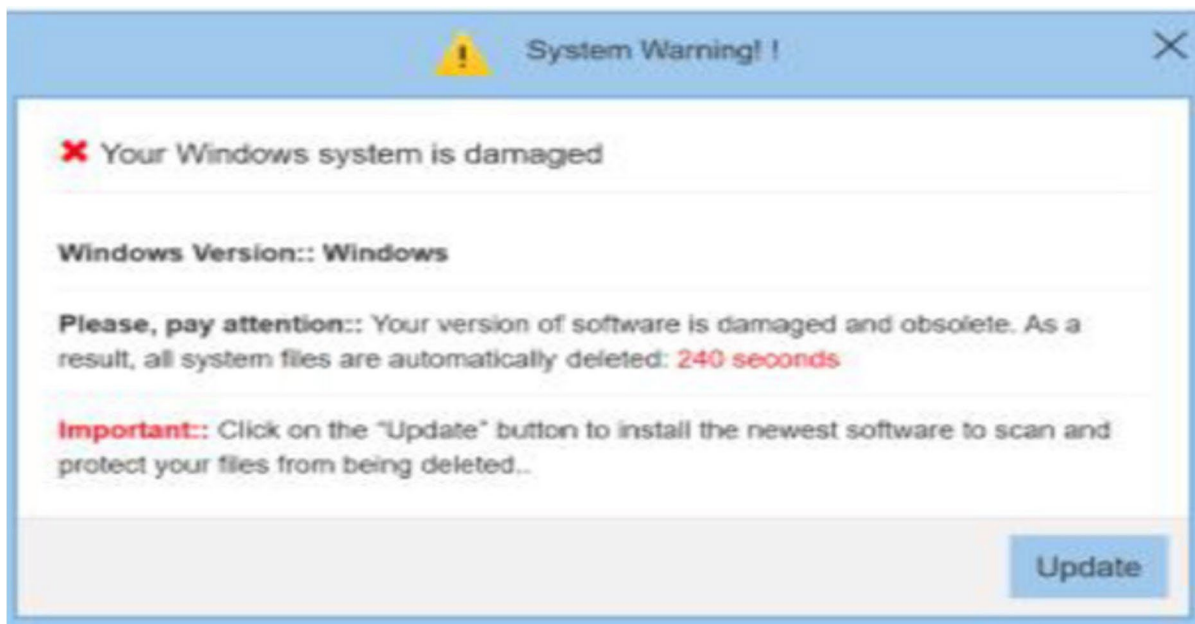 System Warning! !
Your Windows system is damaged
Windows Version:: Windows
Please, pay attention:: Your version of software is damaged and obsolete. As a
result, all system files are automatically deleted: 240 seconds
Important:: Click on the "Update" button to install the newest software to scan and
protect your files from being deleted..
Update